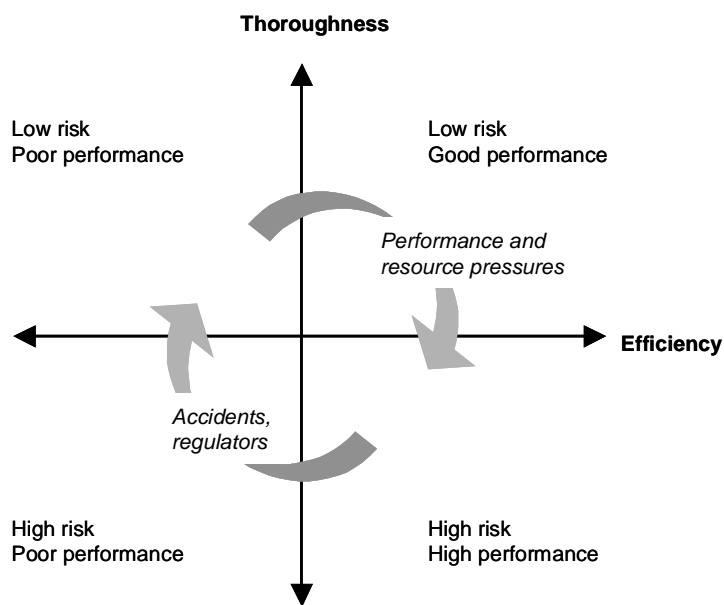 Thoroughness
Low risk
Poor performance
Low risk
Good performance
Performance and
resource pressures
Efficiency
Accidents,
regulators
High risk
Poor performance
High risk
High performance